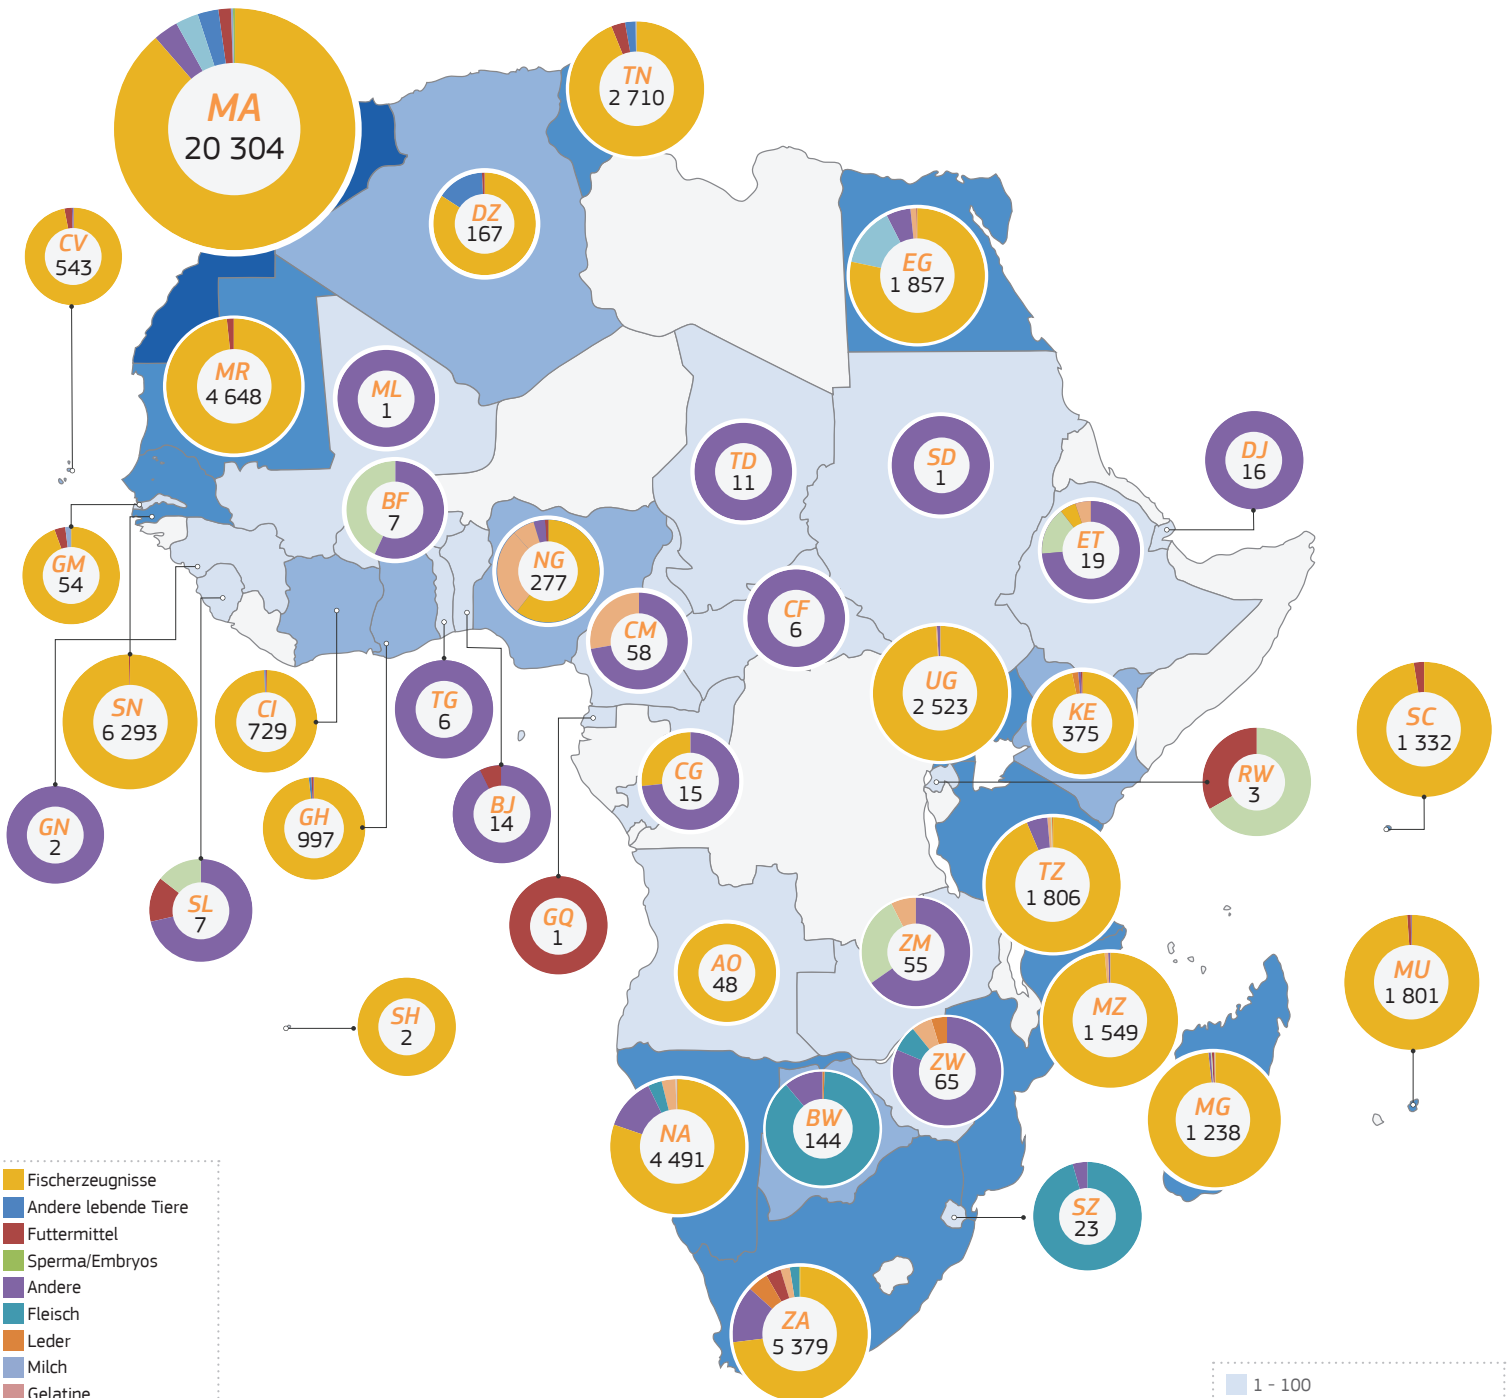 MA
20 304
TN
2 710
DZ
167
CV
543
EG
1 857
MR
4 648
ML
1
TD
11
SD
1
DJ
16
BF
7
ET
19
NG
277
GM
54
CM
58
CF
6
UG
2 523
SN
6 293
CI
729
TG
6
KE
375
SC
1 332
CG
15
RW
3
GN
2
GH
997
BJ
14
TZ
1 806
SL
7
GQ
1
AO
48
ZM
55
MZ
1 549
MU
1 801
SH
2
ZW
65
NA
4 491
BW
144
MG
1 238
SZ
23
ZA
5 379
Fischerzeugnisse
Andere lebende Tiere
Futtermittel
Sperma/Embryos
Andere
Fleisch
Leder
Milch
Gelatine
1 - 100